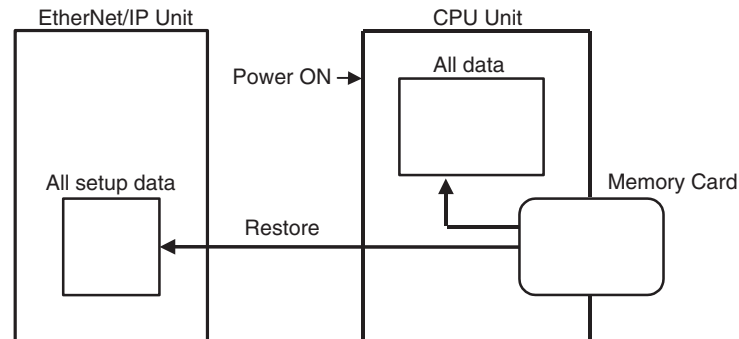 EtherNet/IP Unit
CPU Unit
Power ON
All data
All setup data
Memory Card
Restore